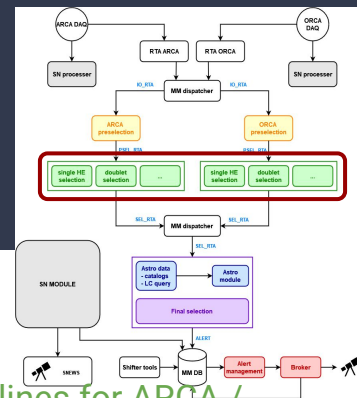 ARCA DAQ
ORCA DAQ
RTA ARCA
RTA ORCA
SN processer
SN processer
MM dispatcher
IO_RTA
IO_RTA
ARCA preselection
ORCA preselection
PSEL_RTA
PSEL_RTA
single HE selection
doublet selection
...
single HE selection
doublet selection
...
SEL_RTA
MM dispatcher
SEL_RTA
SEL_RTA
Astro data
- catalogs
- LC query
Astro module
SN MODULE
Final selection
ALERT
SNEWS
Shifter tools
MM DB
Alert management
Broker
lines for ARCA /